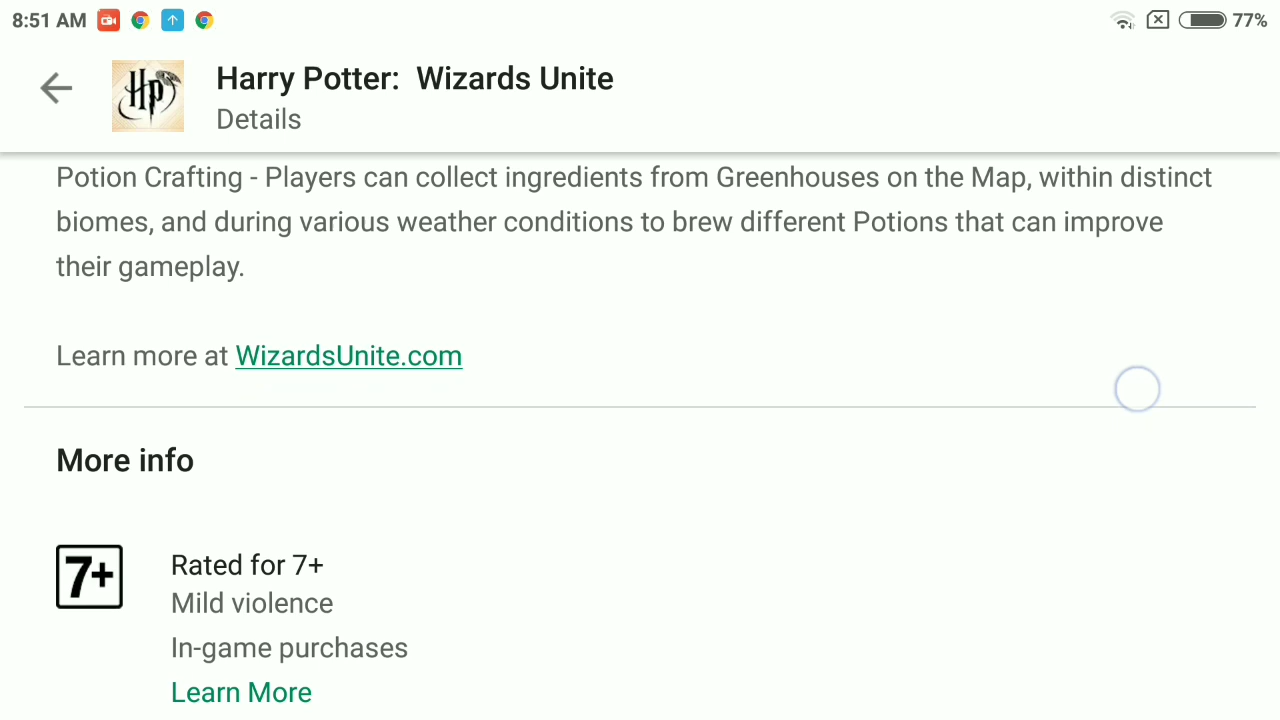 8:51 AM
77%
Harry Potter:  Wizards Unite
Details
Potion Crafting - Players can collect ingredients from Greenhouses on the Map, within distinct
biomes, and during various weather conditions to brew different Potions that can improve
their gameplay.
Learn more at WizardsUnite.com
More info
7+
Rated for 7+
Mild violence
In-game purchases
Learn More